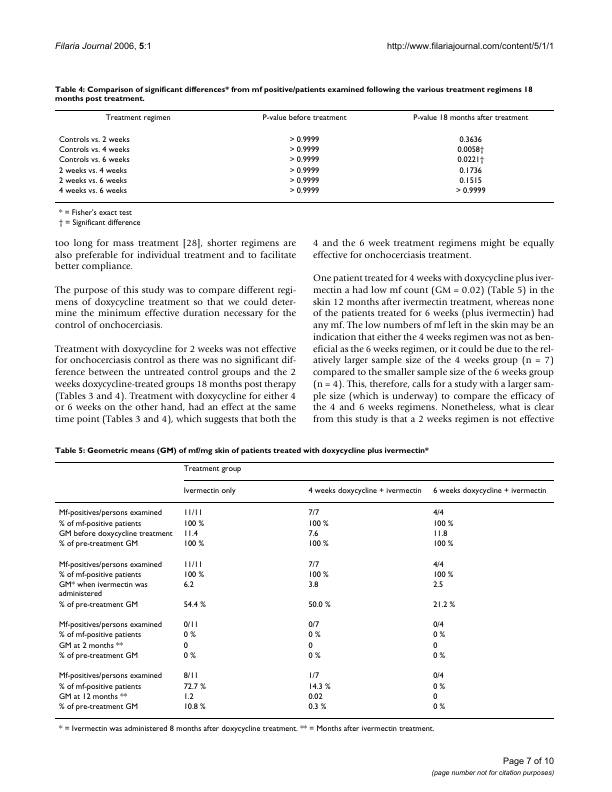 Filaria Journal 2006, 5:1
http://www.filariajournal.com/content/5/1/1
Table 4: Comparison of significant differences* from mf positive/patients examined following the various treatment regimens 18
months post treatment.
Treatment regimen P-value before treatment P-value 18 months after treatment
Controls vs. 2 weeks > 0.9999 0.3636
Controls vs. 4 weeks > 0.9999 0.0058†
Controls vs. 6 weeks > 0.9999 0.0221†
2 weeks vs. 4 weeks > 0.9999 0.1736
2 weeks vs. 6 weeks > 0.9999 0.1515
4 weeks vs. 6 weeks > 0.9999 > 0.9999
* = Fisher's exact test
† = Significant difference
too long for mass treatment [28], shorter regimens are
also preferable for individual treatment and to facilitate
better compliance.
The purpose of this study was to compare different regi-
mens of doxycycline treatment so that we could deter-
mine the minimum effective duration necessary for the
control of onchocerciasis.
Treatment with doxycycline for 2 weeks was not effective
for onchocerciasis control as there was no significant dif-
ference between the untreated control groups and the 2
weeks doxycycline-treated groups 18 months post therapy
(Tables 3 and 4). Treatment with doxycycline for either 4
or 6 weeks on the other hand, had an effect at the same
time point (Tables 3 and 4), which suggests that both the
4 and the 6 week treatment regimens might be equally
effective for onchocerciasis treatment.
One patient treated for 4 weeks with doxycycline plus iver-
mectin a had low mf count (GM = 0.02) (Table 5) in the
skin 12 months after ivermectin treatment, whereas none
of the patients treated for 6 weeks (plus ivermectin) had
any mf. The low numbers of mf left in the skin may be an
indication that either the 4 weeks regimen was not as ben-
eficial as the 6 weeks regimen, or it could be due to the rel-
atively larger sample size of the 4 weeks group (n = 7)
compared to the smaller sample size of the 6 weeks group
(n = 4). This, therefore, calls for a study with a larger sam-
ple size (which is underway) to compare the efficacy of
the 4 and 6 weeks regimens. Nonetheless, what is clear
from this study is that a 2 weeks regimen is not effective
Table 5: Geometric means (GM) of mf/mg skin of patients treated with doxycycline plus ivermectin*
Treatment group
Ivermectin only 4 weeks doxycycline + ivermectin 6 weeks doxycycline + ivermectin
Mf-positives/persons examined 11/11 7/7 4/4
% of mf-positive patients 100 % 100 % 100 %
GM before doxycycline treatment 11.4 7.6 11.8
% of pre-treatment GM 100 % 100 % 100 %
Mf-positives/persons examined 11/11 7/7 4/4
% of mf-positive patients 100 % 100 % 100 %
GM* when ivermectin was 6.2 3.8 2.5
administered
% of pre-treatment GM 54.4 % 50.0 % 21.2 %
Mf-positives/persons examined 0/11 0/7 0/4
% of mf-positive patients 0 % 0 % 0 %
GM at 2 months ** 0 0 0
% of pre-treatment GM 0 % 0 % 0 %
Mf-positives/persons examined 8/11 1/7 0/4
% of mf-positive patients 72.7 % 14.3 % 0 %
GM at 12 months ** 1.2 0.02 0
% of pre-treatment GM 10.8 % 0.3 % 0 %
* = Ivermectin was administered 8 months after doxycycline treatment. ** = Months after ivermectin treatment.
Page 7 of 10
(page number not for citation purposes)